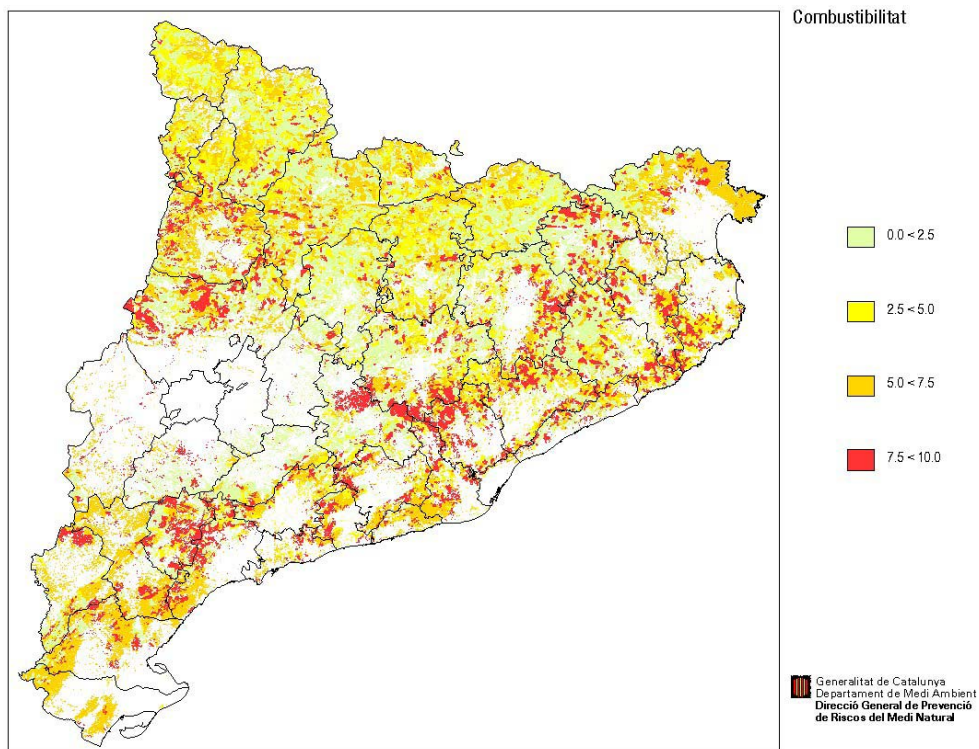 Combustibilitat
0.0 < 2.5
2.5 < 5.0
5.0 < 7.5
7.5 < 10.0
Generalitat de Catalunya
Departament de Medi Ambient
Direcció General de Prevenció
de Riscos del Medi Natural